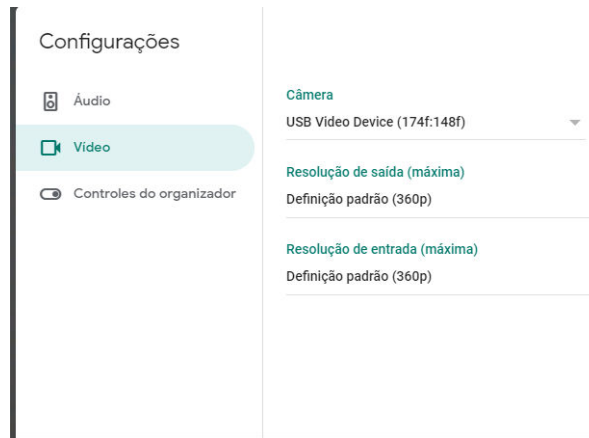 Configurações
Áudio
Vídeo
Controles do organizador
Câmera
USB Video Device (174f:148f)
Resolução de saída (máxima)
Definição padrão (360p)
Resolução de entrada (máxima)
Definição padrão (360p)